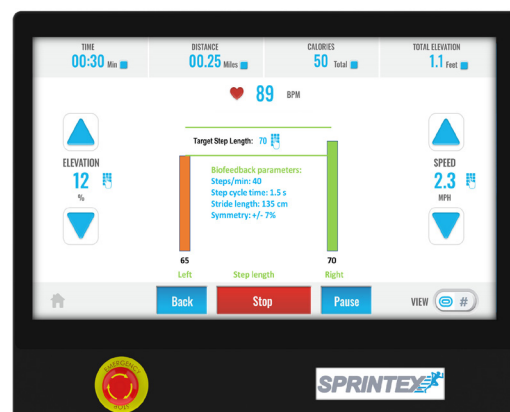 TIME
00:30 Min
DISTANCE
00.25 Miles
CALORIES
50 Total
TOTAL ELEVATION
1.1 Feet
89 BPM
Target Step Length: 70
ELEVATION
12
%
Biofeedback parameters:
Steps/min: 40
Step cycle time: 1.5 s
Stride length: 135 cm
Symmetry: +/- 7%
SPEED
2.3
MPH
65
70
Left
Step length
Right
Back
Stop
Pause
VIEW
#
EMERGENCY
STOP
SPRINTEX